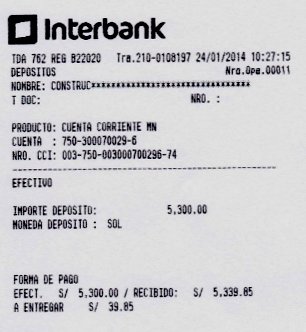 Interbank
TDA 762 REG B22020 Tra.210-0108197 24/01/2014 10:27:15
DEPOSITOS Nro.Ope.00011
NOMBRE: CONSTRUC********************************
T DOC: NRO. :
PRODUCTO: CUENTA CORRIENTE MN
CUENTA : 750-300070029-6
NRO. CCI: 003-750-003000700296-74
EFECTIVO
IMPORTE DEPOSITO: 5,300.00
MONEDA DEPOSITO : SOL
FORMA DE PAGO
EFECT. S/ 5,300.00 / RECIBIDO: S/ 5,339.85
A ENTREGAR S/ 39.85